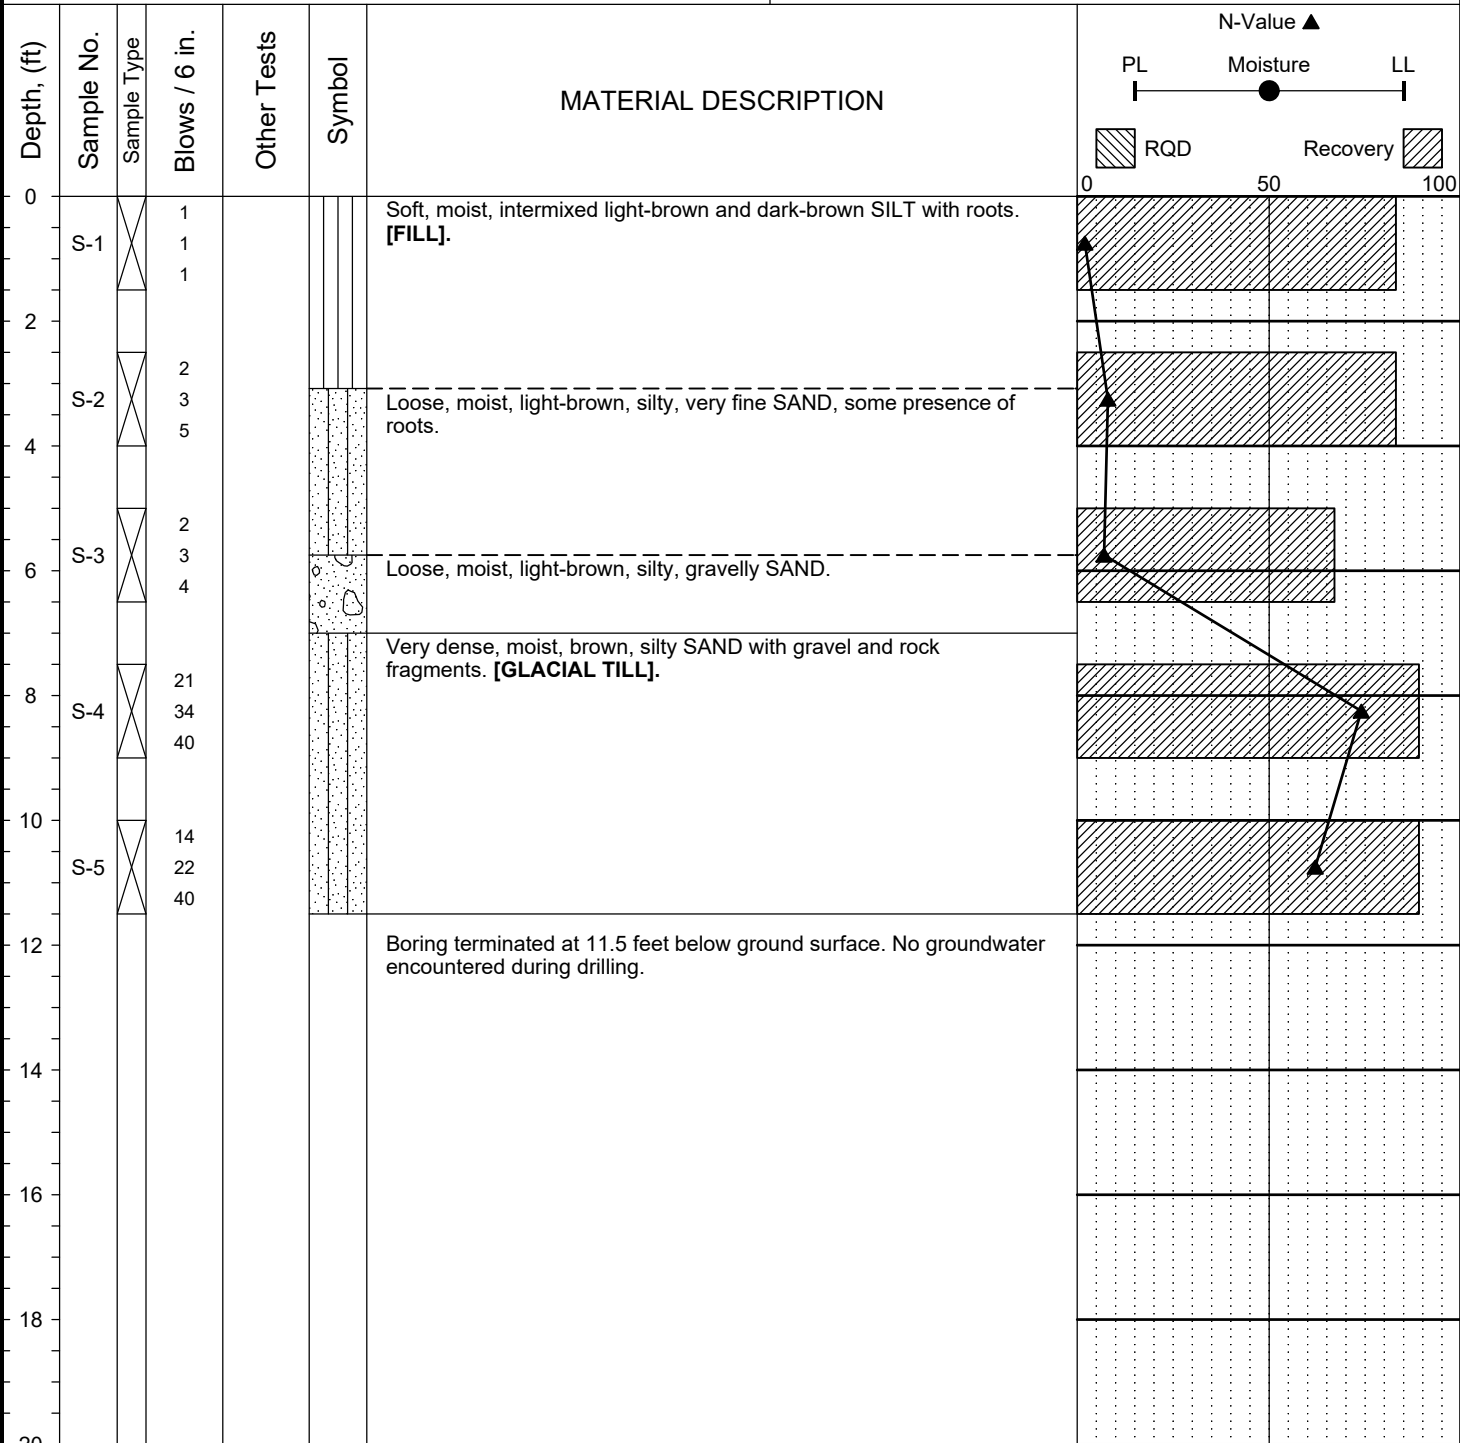 Depth, (ft)
Sample No.
Sample Type
Blows / 6 in.
Other Tests
Symbol
MATERIAL DESCRIPTION
N-Value
PL Moisture LL
RQD Recovery
0 50 100
0
S-1
1
1
1
Soft, moist, intermixed light-brown and dark-brown SILT with roots.
[FILL].
2
S-2
2
3
5
Loose, moist, light-brown, silty, very fine SAND, some presence of
roots.
4
S-3
2
3
4
Loose, moist, light-brown, silty, gravelly SAND.
6
Very dense, moist, brown, silty SAND with gravel and rock
fragments. [GLACIAL TILL].
8
S-4
21
34
40
10
S-5
14
22
40
12
Boring terminated at 11.5 feet below ground surface. No groundwater
encountered during drilling.
14
16
18
20